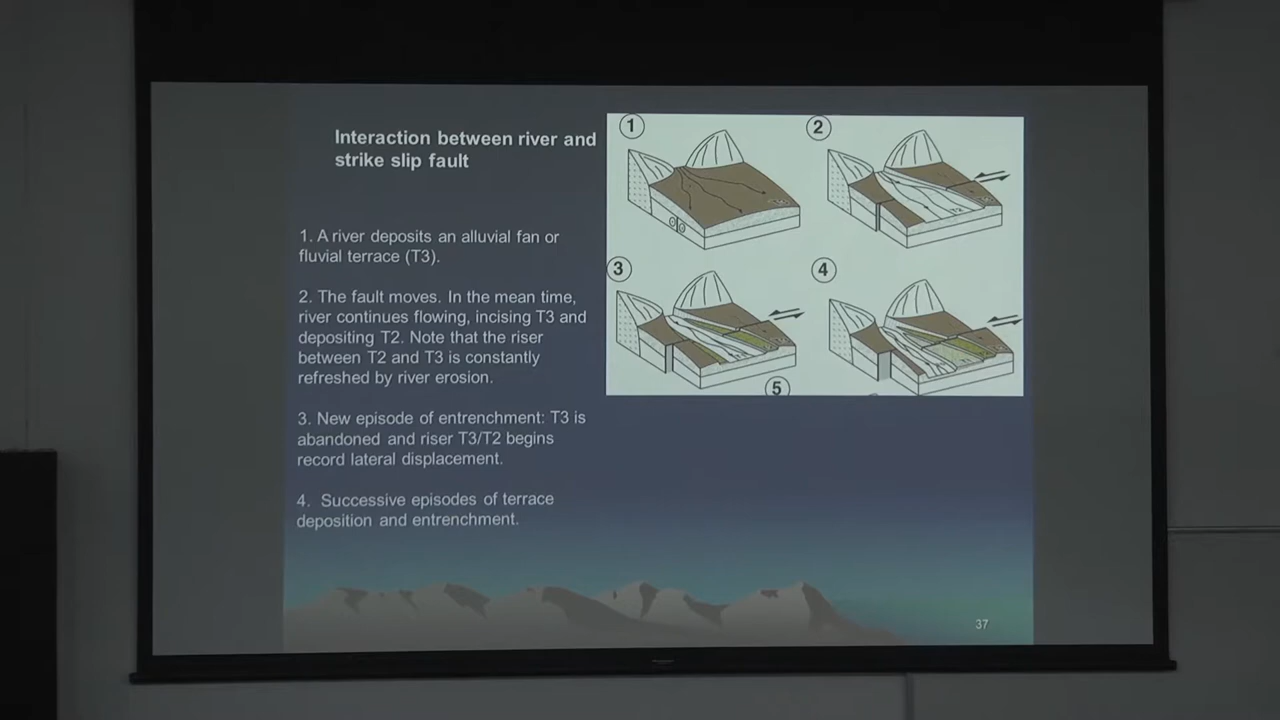 Interaction between river and
strike slip fault
1. A river deposits an alluvial fan or
fluvial terrace (T3).
2. The fault moves. In the mean time,
river continues flowing, incising T3 and
depositing T2. Note that the riser
between T2 and T3 is constantly
refreshed by river erosion.
3. New episode of entrenchment: T3 is
abandoned and riser T3/T2 begins
record lateral displacement.
4. Successive episodes of terrace
deposition and entrenchment.
1
2
3
4
5
37